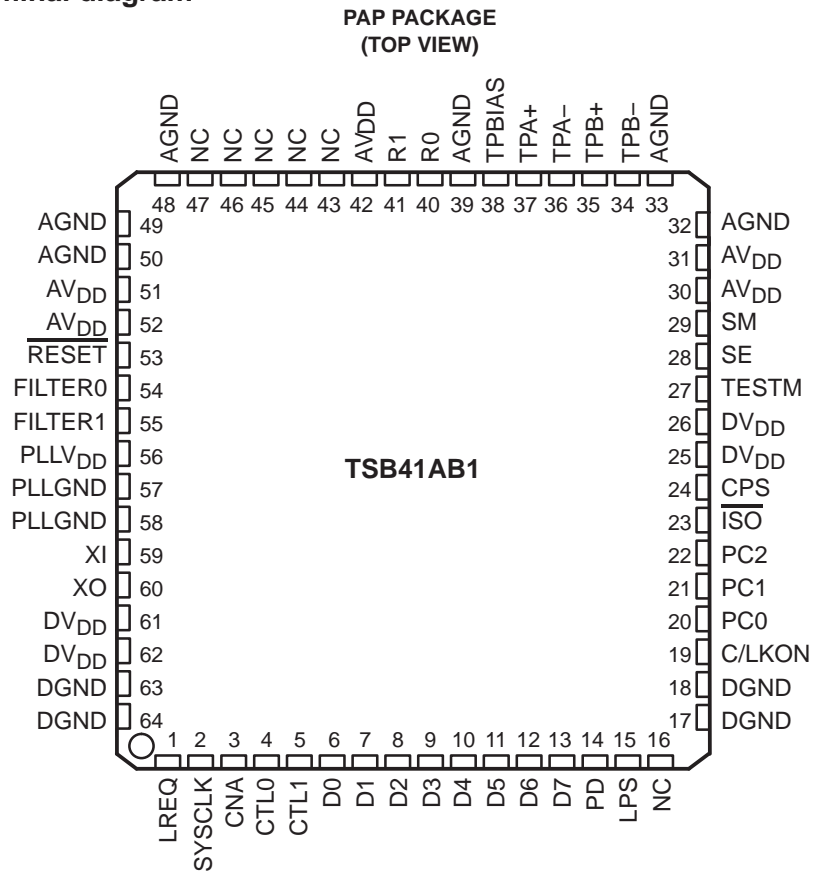 PAP PACKAGE
(TOP VIEW)
AGND NC NC NC NC NC AVDD R1 R0 AGND TPBIAS TPA+ TPA− TPB+ TPB− AGND
48 47 46 45 44 43 42 41 40 39 38 37 36 35 34 33
AGND 49 32 AGND
AGND 50 31 AVDD
AVDD 51 30 AVDD
AVDD 52 29 SM
RESET 53 28 SE
FILTER0 54 27 TESTM
FILTER1 55 26 DVDD
PLLVDD 56 25 DVDD
TSB41AB1
PLLGND 57 24 CPS
PLLGND 58 23 ISO
XI 59 22 PC2
XO 60 21 PC1
DVDD 61 20 PC0
DVDD 62 19 C/LKON
DGND 63 18 DGND
DGND 64 17 DGND
1 2 3 4 5 6 7 8 9 10 11 12 13 14 15 16
LREQ SYSCLK CNA CTL0 CTL1 D0 D1 D2 D3 D4 D5 D6 D7 PD LPS NC